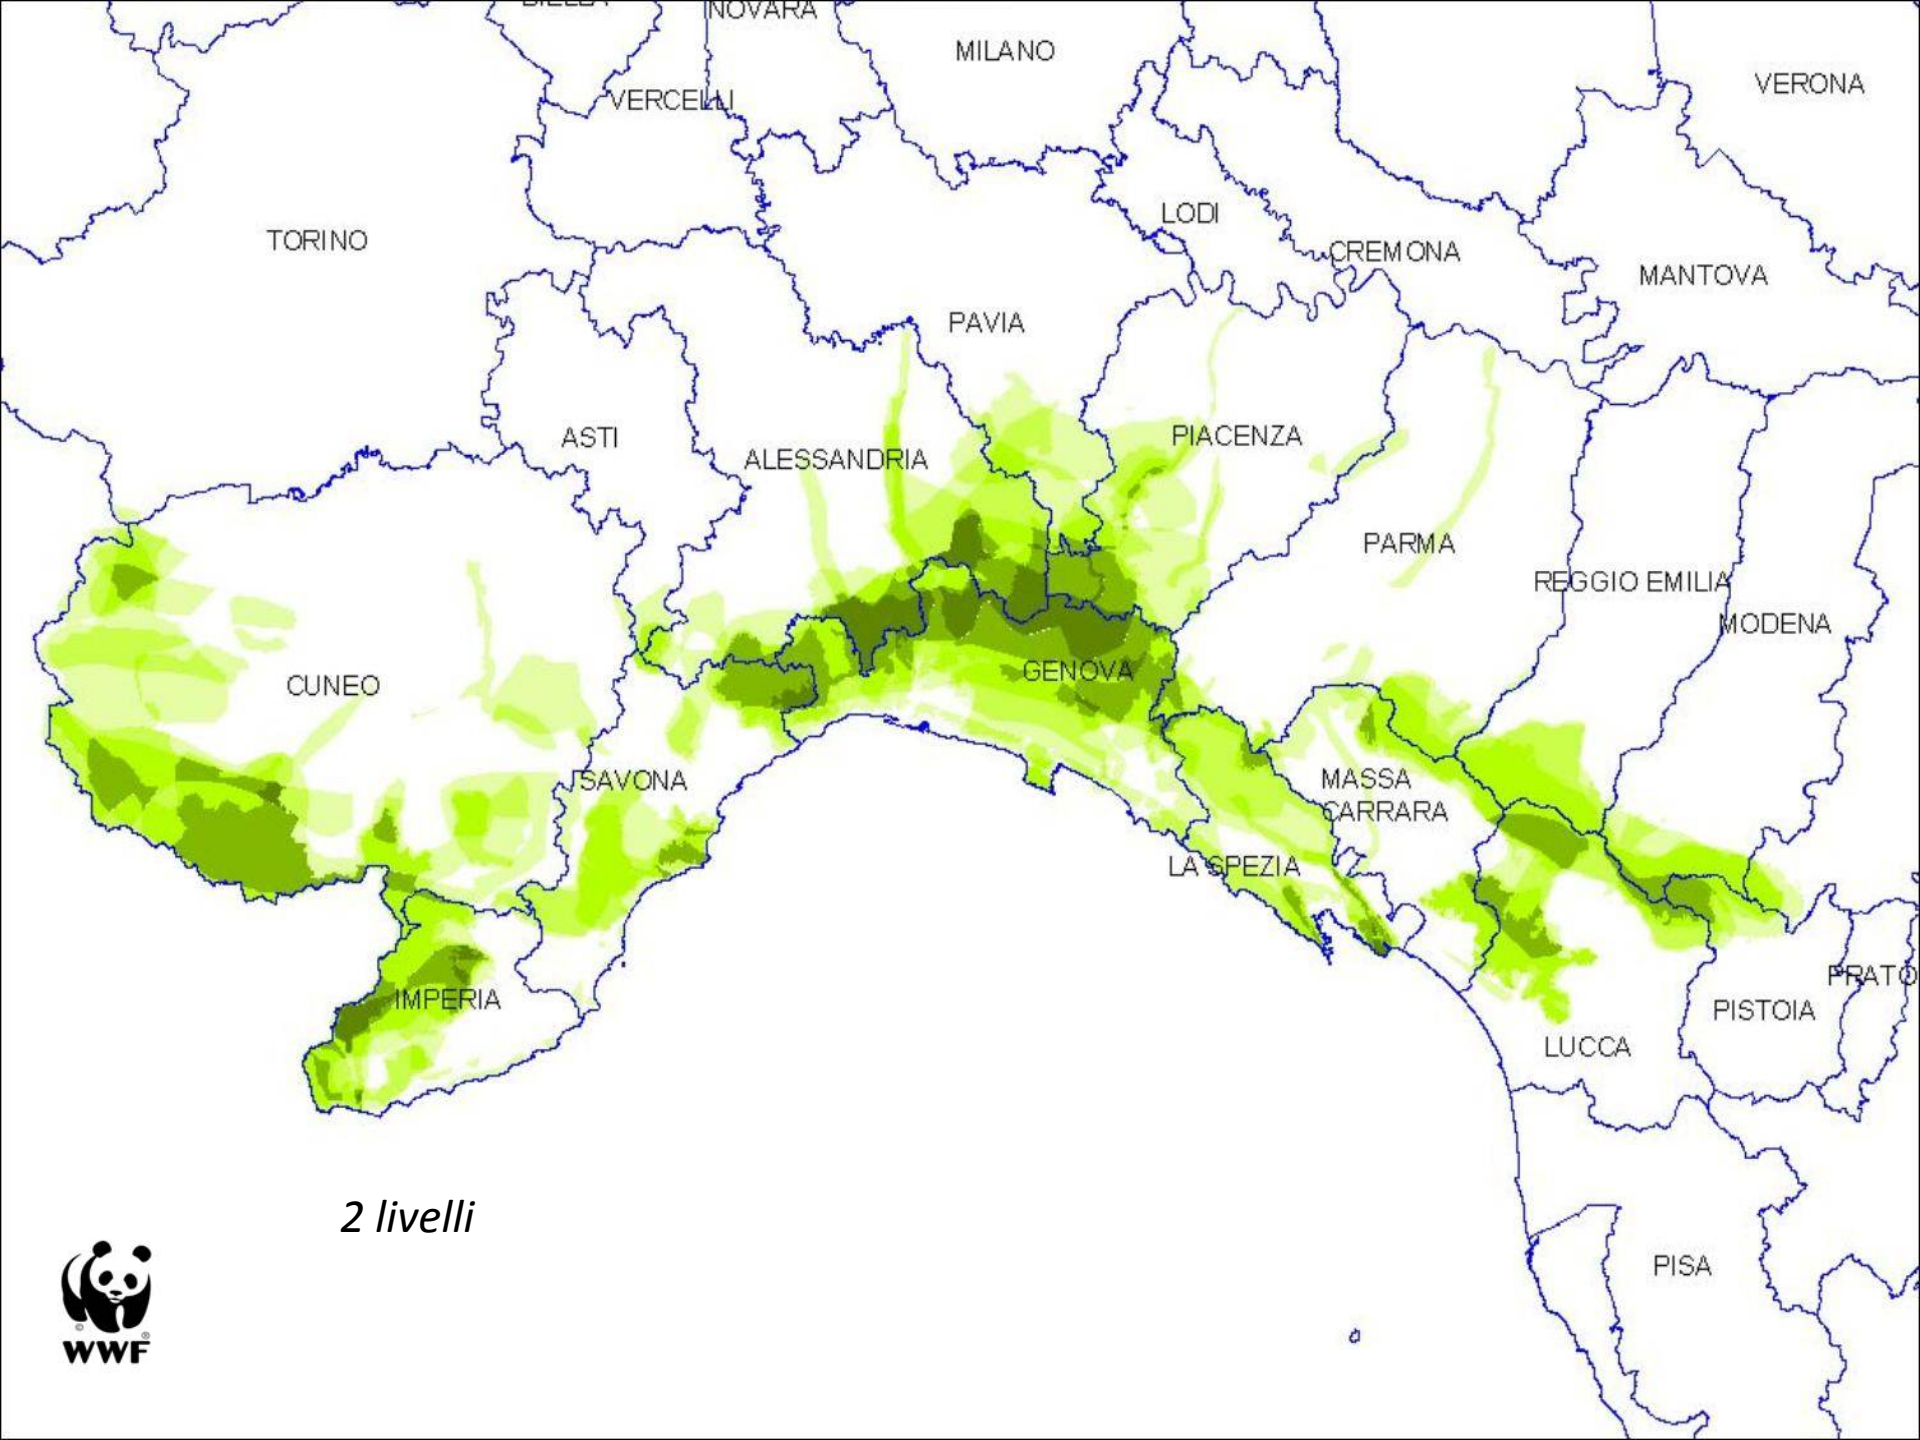 BIELLA
NOVARA
MILANO
VERONA
VERCELLI
LODI
TORINO
CREMONA
MANTOVA
PAVIA
ASTI
PIACENZA
ALESSANDRIA
PARMA
REGGIO EMILIA
MODENA
GENOVA
CUNEO
SAVONA
MASSA
CARRARA
LA SPEZIA
PRATO
IMPERIA
PISTOIA
LUCCA
2 livelli
PISA
©
®
WWF